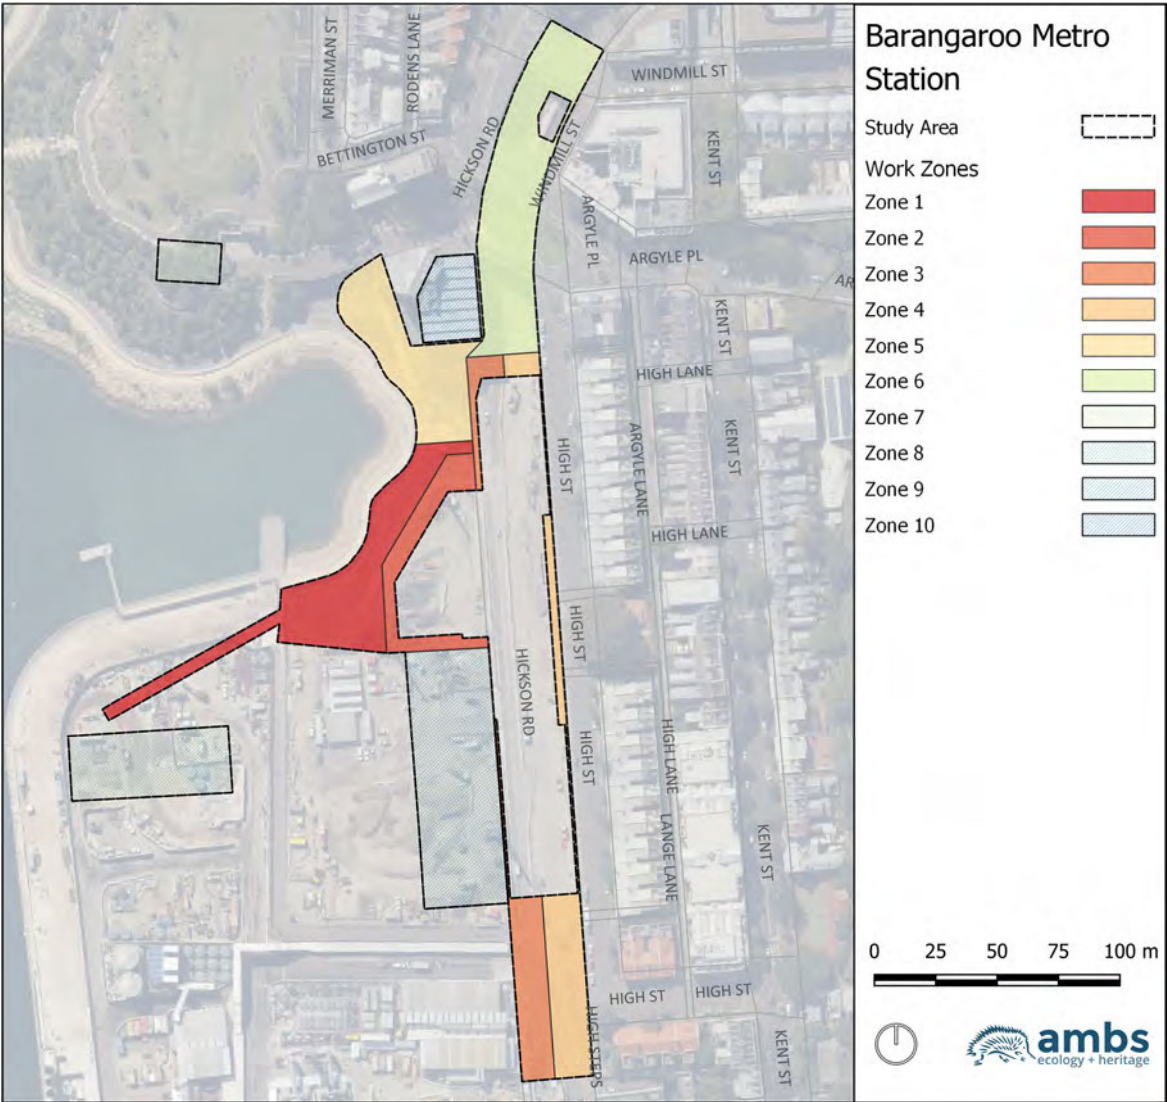 MERRIMAN ST
RODENS LANE
BETTINGTON ST
HICKSON RD
WINDMILL ST
WINDMILL ST
KENT ST
ARGYLE PL
ARGYLE PL
AR
KENT ST
HIGH LANE
KENT ST
ARGYLE LANE
HIGH ST
HIGH LANE
HIGH ST
HICKSON RD
HIGH ST
HIGH LANE
LANGE LANE
KENT ST
HIGH ST
HIGH ST
HIGH STEPS
KENT ST
Barangaroo Metro
Station
Study Area
Work Zones
Zone 1
Zone 2
Zone 3
Zone 4
Zone 5
Zone 6
Zone 7
Zone 8
Zone 9
Zone 10
0 25 50 75 100 m
ambs
ecology + heritage